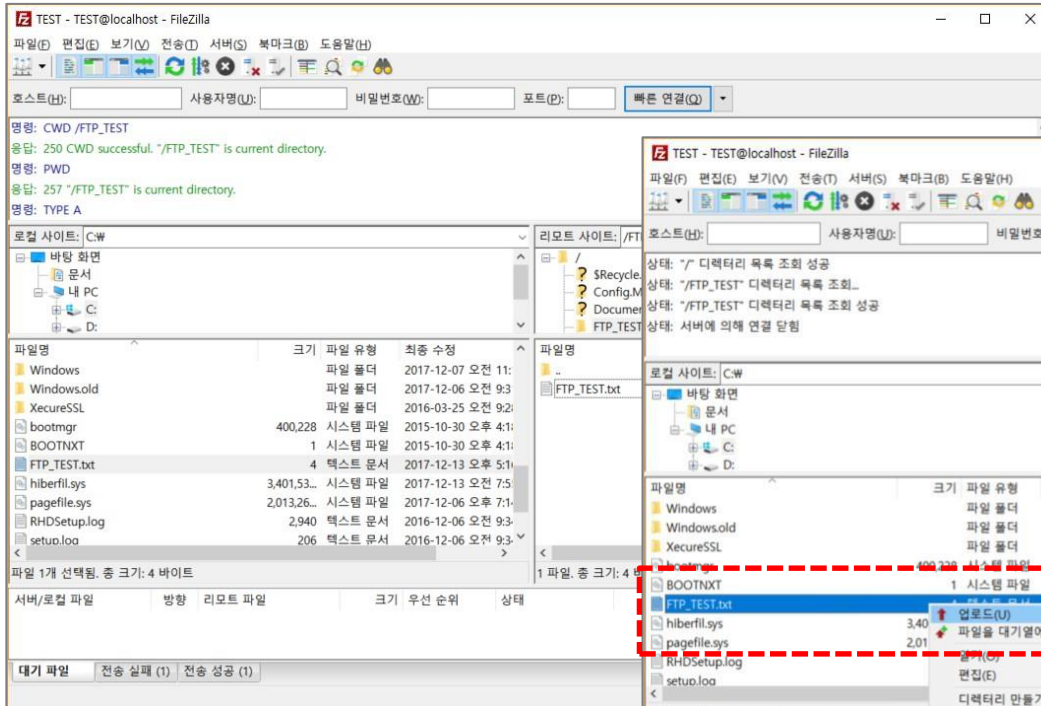 TEST - TEST@localhost - FileZilla
파일(F) 편집(E) 보기(V) 전송(T) 서버(S) 북마크(B) 도움말(H)
호스트(H): 사용자명(U): 비밀번호(W): 포트(P): 빠른 연결(Q)
명령: CWD /FTP_TEST
응답: 250 CWD successful. "/FTP_TEST" is current directory.
명령: PWD
응답: 257 "/FTP_TEST" is current directory.
명령: TYPE A
로컬 사이트: C:₩
바탕 화면
문서
내 PC
C:
D:
리모트 사이트:
/
Config.M
FTP_TEST
파일명 크기 파일 유형 최종 수정
Windows 파일 폴더 2017-12-07 오전 11:
Windows.old 파일 폴더 2017-12-06 오전 9:3
XecureSSL 파일 폴더 2016-03-25 오전 9:2
bootmgr 400,228 시스템 파일 2015-10-30 오후 4:1
BOOTNXT 1 시스템 파일 2015-10-30 오후 4:1
FTP_TEST.txt 4 텍스트 문서 2017-12-13 오후 5:1
hiberfil.sys 3,401,53... 시스템 파일 2017-12-13 오전 7:5
pagefile.sys 2,013,26... 시스템 파일 2017-12-06 오후 7:1
RHDSetup.log 2,940 텍스트 문서 2016-12-06 오전 9:3
setup.log 206 텍스트 문서 2016-12-06 오전 9:3
파일 1개 선택됨. 총 크기: 4 바이트
파일명
..
FTP_TEST.txt
1 파일. 총 크기: 4
서버/로컬 파일 방향 리모트 파일 크기 우선 순위 상태
대기 파일 전송 실패 (1) 전송 성공 (1)
TEST - TEST@localhost - FileZilla
파일(F) 편집(E) 보기(V) 전송(T) 서버(S) 북마크(B) 도움말(H)
호스트(H): 사용자명(U): 비밀번호
상태: "/" 디렉터리 목록 조회 성공
상태: "/FTP_TEST" 디렉터리 목록 조회...
상태: "/FTP_TEST" 디렉터리 목록 조회 성공
상태: 서버에 의해 연결 닫힘
로컬 사이트: C:₩
바탕 화면
문서
내 PC
C:
D:
파일명 크기 파일 유형
Windows 파일 폴더
Windows.old 파일 폴더
XecureSSL 파일 폴더
bootmgr 400,228 시스템 파일
BOOTNXT 1 시스템 파일
FTP_TEST.txt
hiberfil.sys 3,40
pagefile.sys 2,01
RHDSetup.log
setup.log
업로드(U)
파일을 대기열에
편집(E)
디렉터리 만들기